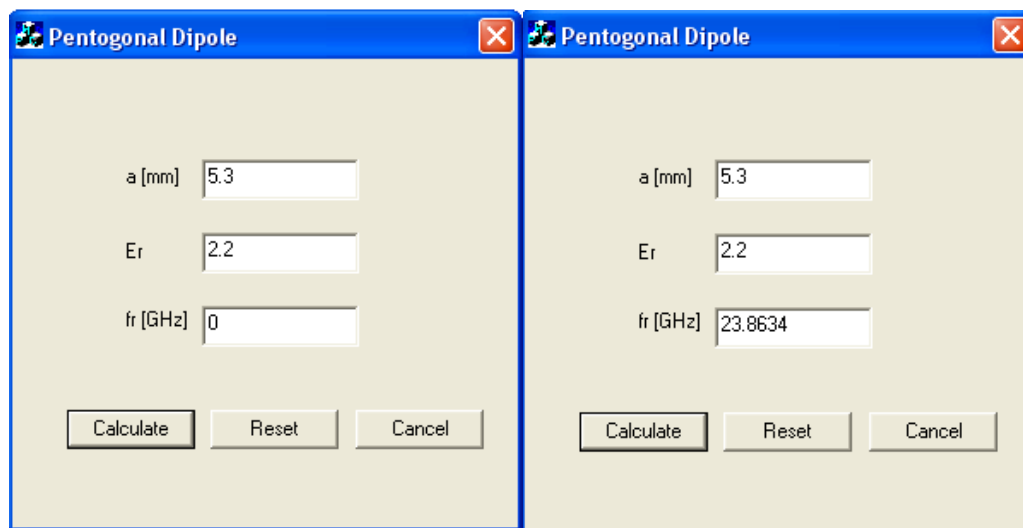 Pentogonal Dipole
a [mm] 5.3
Er 2.2
fr [GHz] 0
Calculate Reset Cancel
Pentogonal Dipole
a [mm] 5.3
Er 2.2
fr [GHz] 23.8634
Calculate Reset Cancel